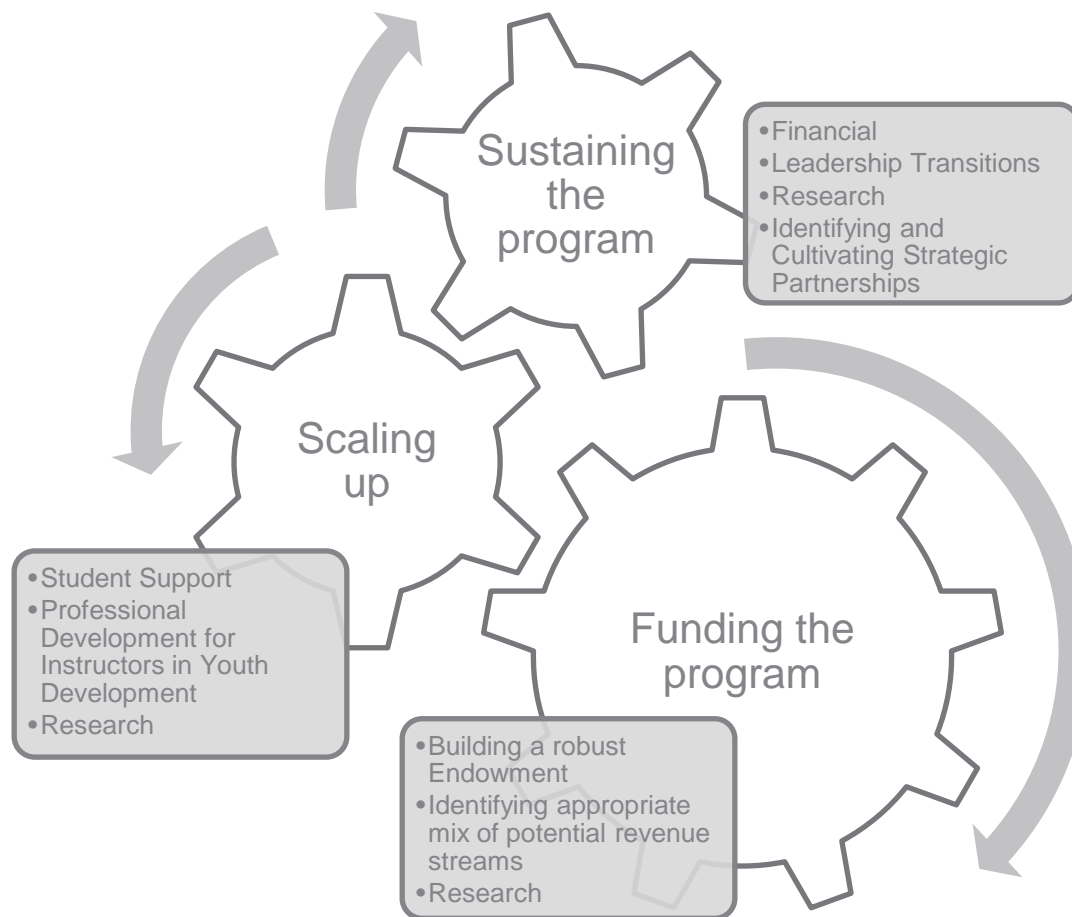 Sustaining
the
program
•Financial
•Leadership Transitions
•Research
•Identifying and
Cultivating Strategic
Partnerships
Scaling
up
•Student Support
•Professional
Development for
Instructors in Youth
Development
•Research
Funding the
program
•Building a robust
Endowment
•Identifying appropriate
mix of potential revenue
streams
•Research